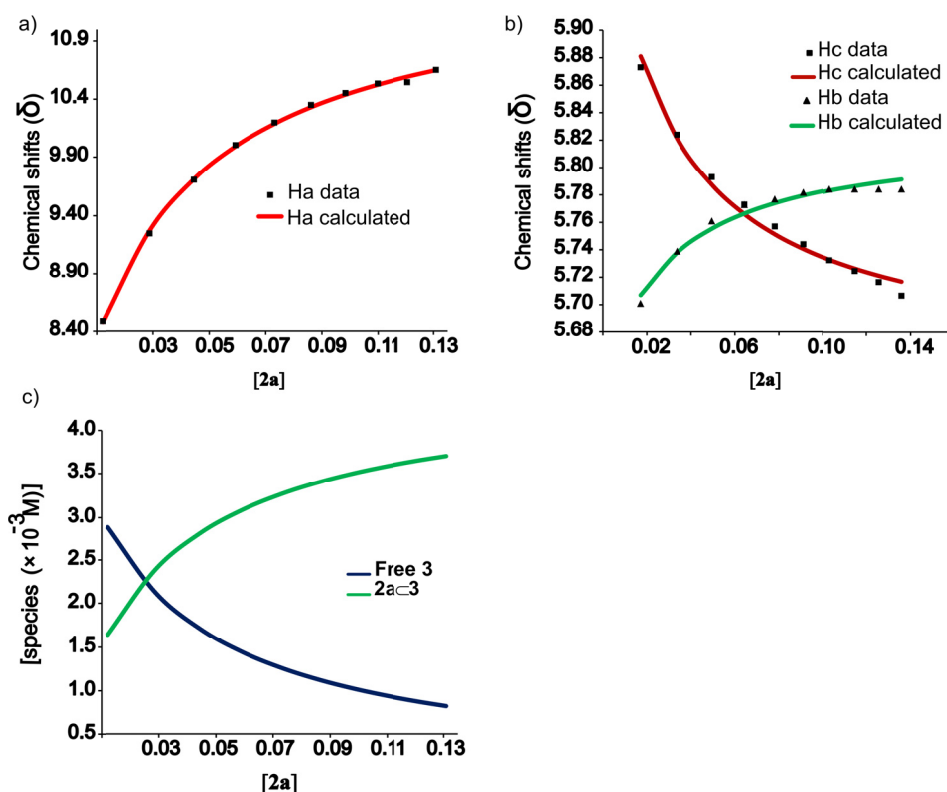 a)
Chemical shifts (δ)
10.9
10.4
9.90
9.40
8.90
8.40
Ha data
Ha calculated
0.03 0.05 0.07 0.09 0.11 0.13
[2a]
b)
Chemical shifts (δ)
5.90
5.88
5.86
5.84
5.82
5.80
5.78
5.76
5.74
5.72
5.70
5.68
Hc data
Hc calculated
Hb data
Hb calculated
0.02 0.06 0.10 0.14
[2a]
c)
[species (× 10⁻³M)]
4.0
3.5
3.0
2.5
2.0
1.5
1.0
0.5
Free 3
2a⊂3
0.03 0.05 0.07 0.09 0.11 0.13
[2a]